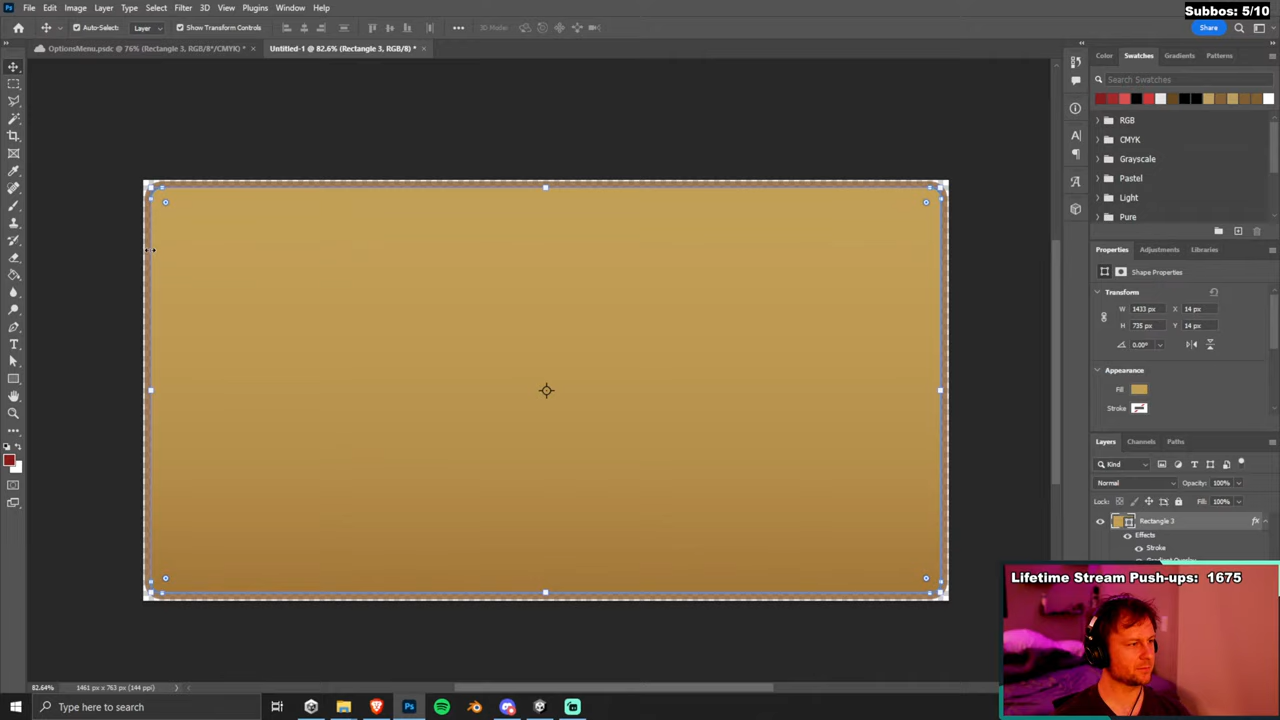 File Edit Image Layer Type Select Filter 3D View Plugins Window Help
Subbos: 5/10
Auto-Select: Layer Show Transform Controls 3D Mode: Share
OptionsMenu.psdc @ 76% (Rectangle 3, RGB/8*/CMYK) * × Untitled-1 @ 82.6% (Rectangle 3, RGB/8) * ×
Color Swatches Gradients Patterns
Search Swatches
RGB
CMYK
Grayscale
Pastel
Light
Pure
Properties Adjustments Libraries
Shape Properties
Transform
W 1433 px X 14 px
H 735 px Y 14 px
0.00°
Appearance
Fill
Stroke
Layers Channels Paths
Kind
Normal Opacity: 100%
Lock: Fill: 100%
Rectangle 3 fx
Effects
Stroke
Lifetime Stream Push-ups: 1675
82.64% 1461 px x 763 px (144 ppi)
Type here to search